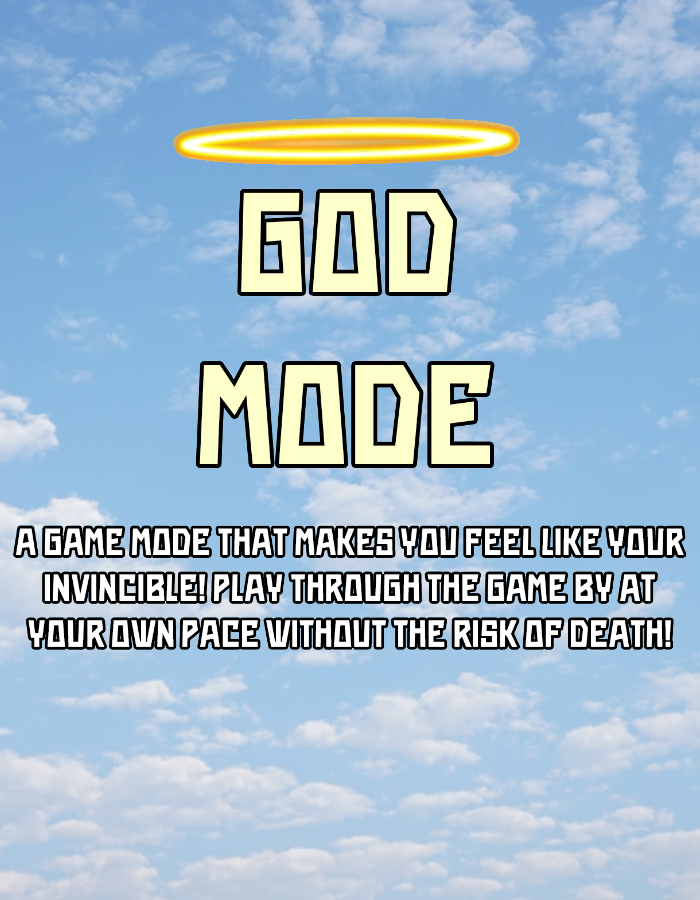 GOD
MODE
A GAME MODE THAT MAKES YOU FEEL LIKE YOUR
INVINCIBLE! PLAY THROUGH THE GAME BY AT
YOUR OWN PACE WITHOUT THE RISK OF DEATH!